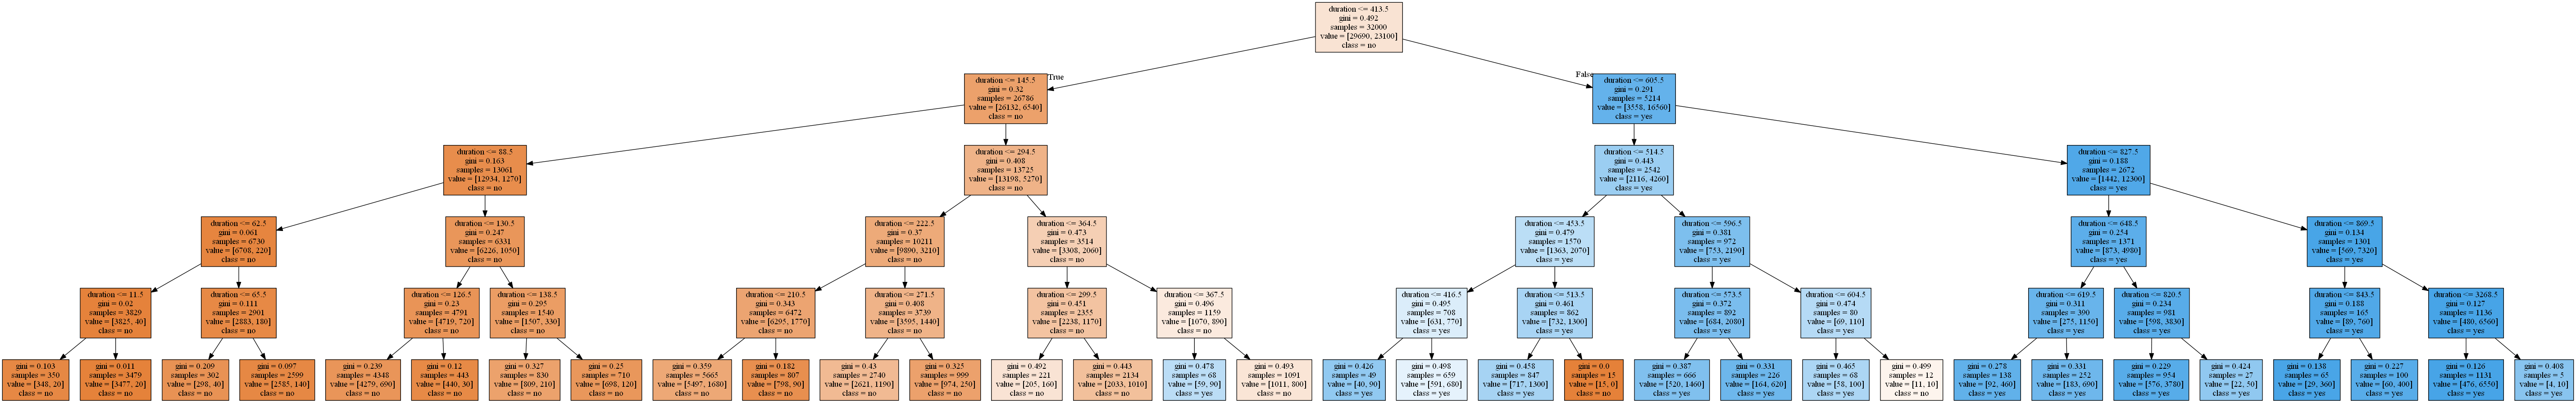 duration <= 413.5
gini = 0.492
samples = 32000
value = [29690, 23100]
class = no
True
False
duration <= 145.5
gini = 0.32
samples = 26786
value = [26132, 6540]
class = no
duration <= 605.5
gini = 0.291
samples = 5214
value = [3558, 16560]
class = yes
duration <= 88.5
gini = 0.163
samples = 13061
value = [12934, 1270]
class = no
duration <= 294.5
gini = 0.408
samples = 13725
value = [13198, 5270]
class = no
duration <= 514.5
gini = 0.443
samples = 2542
value = [2116, 4260]
class = yes
duration <= 827.5
gini = 0.188
samples = 2672
value = [1442, 12300]
class = yes
duration <= 62.5
gini = 0.061
samples = 6730
value = [6708, 220]
class = no
duration <= 130.5
gini = 0.247
samples = 6331
value = [6226, 1050]
class = no
duration <= 222.5
gini = 0.37
samples = 10211
value = [9890, 3210]
class = no
duration <= 364.5
gini = 0.473
samples = 3514
value = [3308, 2060]
class = no
duration <= 453.5
gini = 0.479
samples = 1570
value = [1363, 2070]
class = yes
duration <= 596.5
gini = 0.381
samples = 972
value = [753, 2190]
class = yes
duration <= 648.5
gini = 0.254
samples = 1371
value = [873, 4980]
class = yes
duration <= 869.5
gini = 0.134
samples = 1301
value = [569, 7320]
class = yes
duration <= 11.5
gini = 0.02
samples = 3829
value = [3825, 40]
class = no
duration <= 65.5
gini = 0.111
samples = 2901
value = [2883, 180]
class = no
duration <= 126.5
gini = 0.23
samples = 4791
value = [4719, 720]
class = no
duration <= 138.5
gini = 0.295
samples = 1540
value = [1507, 330]
class = no
duration <= 210.5
gini = 0.343
samples = 6472
value = [6295, 1770]
class = no
duration <= 271.5
gini = 0.408
samples = 3739
value = [3595, 1440]
class = no
duration <= 299.5
gini = 0.451
samples = 2355
value = [2238, 1170]
class = no
duration <= 367.5
gini = 0.496
samples = 1159
value = [1070, 890]
class = no
duration <= 416.5
gini = 0.495
samples = 708
value = [631, 770]
class = yes
duration <= 513.5
gini = 0.461
samples = 862
value = [732, 1300]
class = yes
duration <= 573.5
gini = 0.372
samples = 892
value = [684, 2080]
class = yes
duration <= 604.5
gini = 0.474
samples = 80
value = [69, 110]
class = yes
duration <= 619.5
gini = 0.311
samples = 390
value = [275, 1150]
class = yes
duration <= 820.5
gini = 0.234
samples = 981
value = [598, 3830]
class = yes
duration <= 843.5
gini = 0.188
samples = 165
value = [89, 760]
class = yes
duration <= 3268.5
gini = 0.127
samples = 1136
value = [480, 6560]
class = yes
gini = 0.103
samples = 350
value = [348, 20]
class = no
gini = 0.011
samples = 3479
value = [3477, 20]
class = no
gini = 0.209
samples = 302
value = [298, 40]
class = no
gini = 0.097
samples = 2599
value = [2585, 140]
class = no
gini = 0.239
samples = 4348
value = [4279, 690]
class = no
gini = 0.12
samples = 443
value = [440, 30]
class = no
gini = 0.327
samples = 830
value = [809, 210]
class = no
gini = 0.25
samples = 710
value = [698, 120]
class = no
gini = 0.359
samples = 5665
value = [5497, 1680]
class = no
gini = 0.182
samples = 807
value = [798, 90]
class = no
gini = 0.43
samples = 2740
value = [2621, 1190]
class = no
gini = 0.325
samples = 999
value = [974, 250]
class = no
gini = 0.492
samples = 221
value = [205, 160]
class = no
gini = 0.443
samples = 2134
value = [2033, 1010]
class = no
gini = 0.478
samples = 68
value = [59, 90]
class = yes
gini = 0.493
samples = 1091
value = [1011, 800]
class = no
gini = 0.426
samples = 49
value = [40, 90]
class = yes
gini = 0.498
samples = 659
value = [591, 680]
class = yes
gini = 0.458
samples = 847
value = [717, 1300]
class = yes
gini = 0.0
samples = 15
value = [15, 0]
class = no
gini = 0.387
samples = 666
value = [520, 1460]
class = yes
gini = 0.331
samples = 226
value = [164, 620]
class = yes
gini = 0.465
samples = 68
value = [58, 100]
class = yes
gini = 0.499
samples = 12
value = [11, 10]
class = no
gini = 0.278
samples = 138
value = [92, 460]
class = yes
gini = 0.331
samples = 252
value = [183, 690]
class = yes
gini = 0.229
samples = 954
value = [576, 3780]
class = yes
gini = 0.424
samples = 27
value = [22, 50]
class = yes
gini = 0.138
samples = 65
value = [29, 360]
class = yes
gini = 0.227
samples = 100
value = [60, 400]
class = yes
gini = 0.126
samples = 1131
value = [476, 6550]
class = yes
gini = 0.408
samples = 5
value = [4, 10]
class = yes